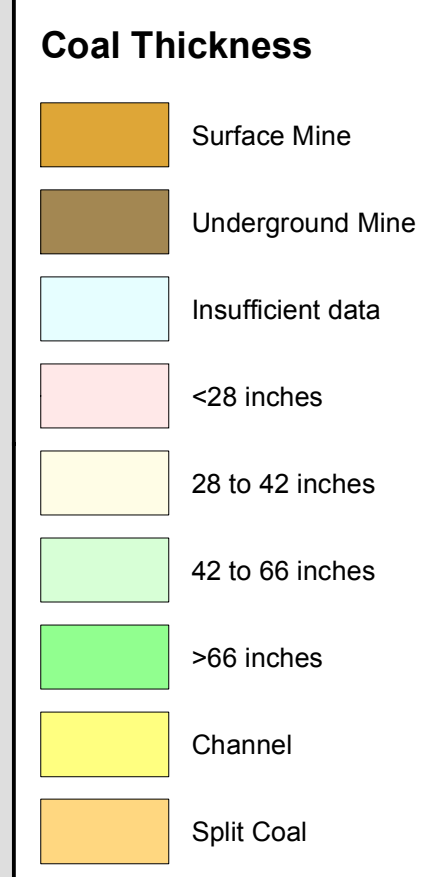 Coal Thickness
Surface Mine
Underground Mine
Insufficient data
<28 inches
28 to 42 inches
42 to 66 inches
>66 inches
Channel
Split Coal